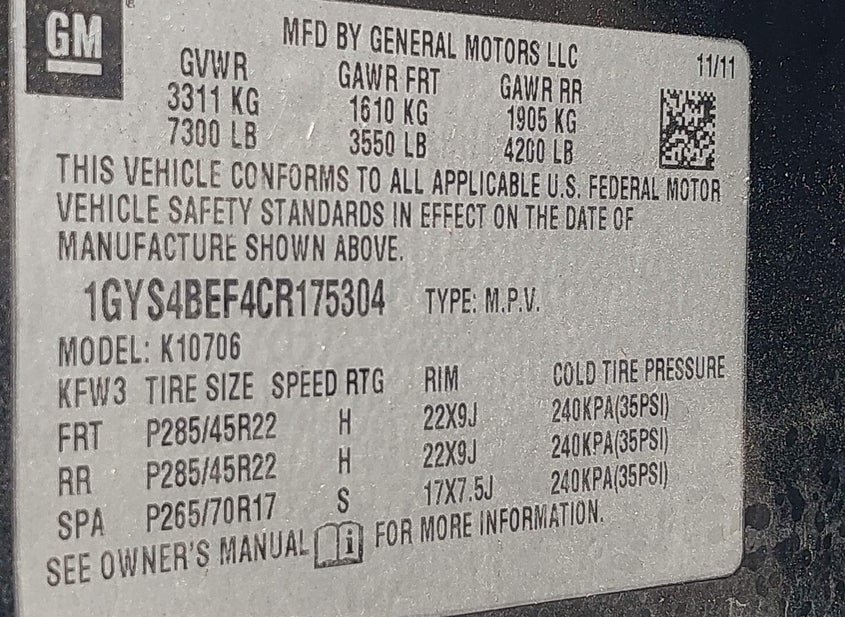 GM
MFD BY GENERAL MOTORS LLC 11/11
GVWR GAWR FRT GAWR RR
3311 KG 1610 KG 1905 KG
7300 LB 3550 LB 4200 LB
THIS VEHICLE CONFORMS TO ALL APPLICABLE U.S. FEDERAL MOTOR
VEHICLE SAFETY STANDARDS IN EFFECT ON THE DATE OF
MANUFACTURE SHOWN ABOVE.
1GYS4BEF4CR175304 TYPE: M.P.V.
MODEL: K10706
KFW3 TIRE SIZE SPEED RTG RIM COLD TIRE PRESSURE
FRT P285/45R22 H 22X9J 240KPA(35PSI)
RR P285/45R22 H 22X9J 240KPA(35PSI)
SPA P265/70R17 S 17X7.5J 240KPA(35PSI)
SEE OWNER'S MANUAL i FOR MORE INFORMATION.